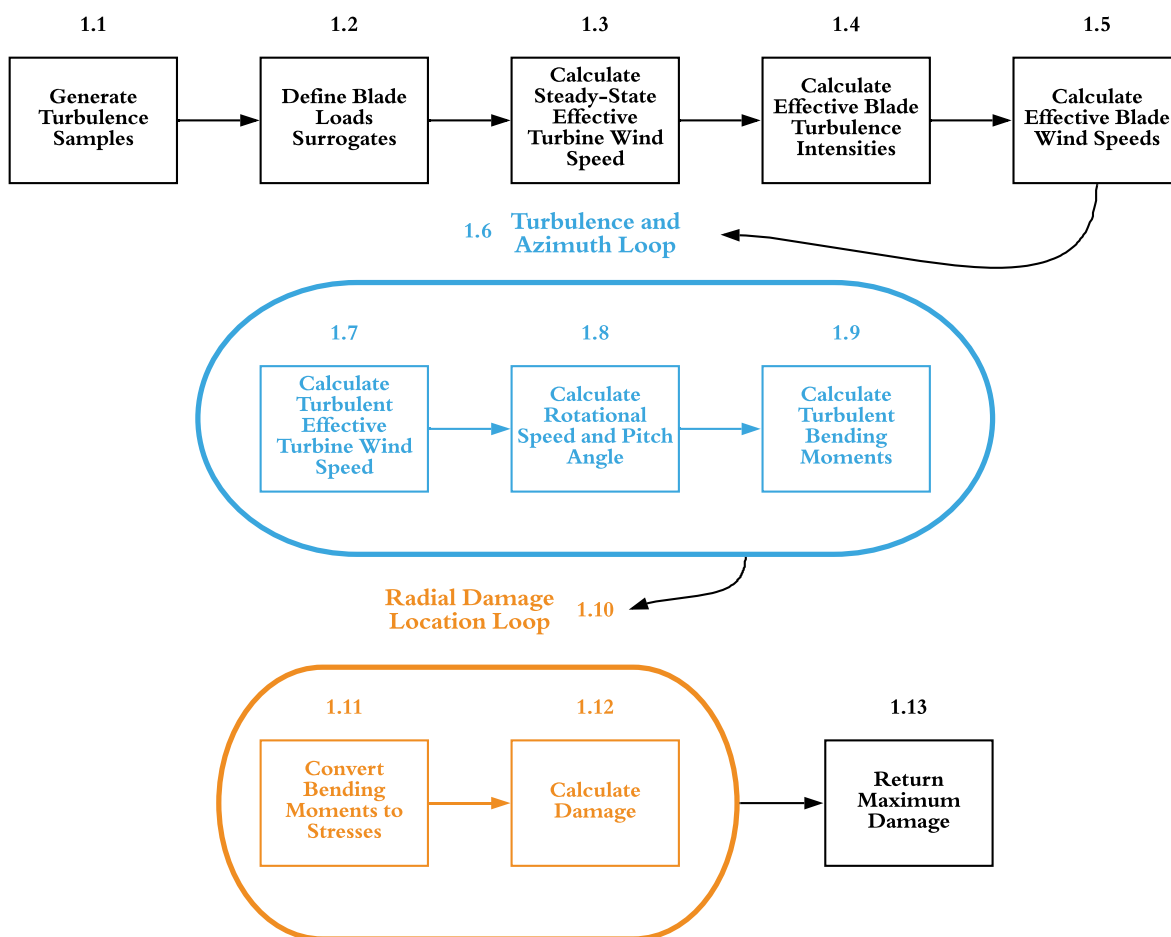 1.1
1.2
1.3
1.4
1.5
Generate
Turbulence
Samples
Define Blade
Loads
Surrogates
Calculate
Steady-State
Effective
Turbine Wind
Speed
Calculate
Effective Blade
Turbulence
Intensities
Calculate
Effective Blade
Wind Speeds
1.6
Turbulence and
Azimuth Loop
1.7
1.8
1.9
Calculate
Turbulent
Effective
Turbine Wind
Speed
Calculate
Rotational
Speed and Pitch
Angle
Calculate
Turbulent
Bending
Moments
Radial Damage
Location Loop
1.10
1.11
1.12
1.13
Convert
Bending
Moments to
Stresses
Calculate
Damage
Return
Maximum
Damage